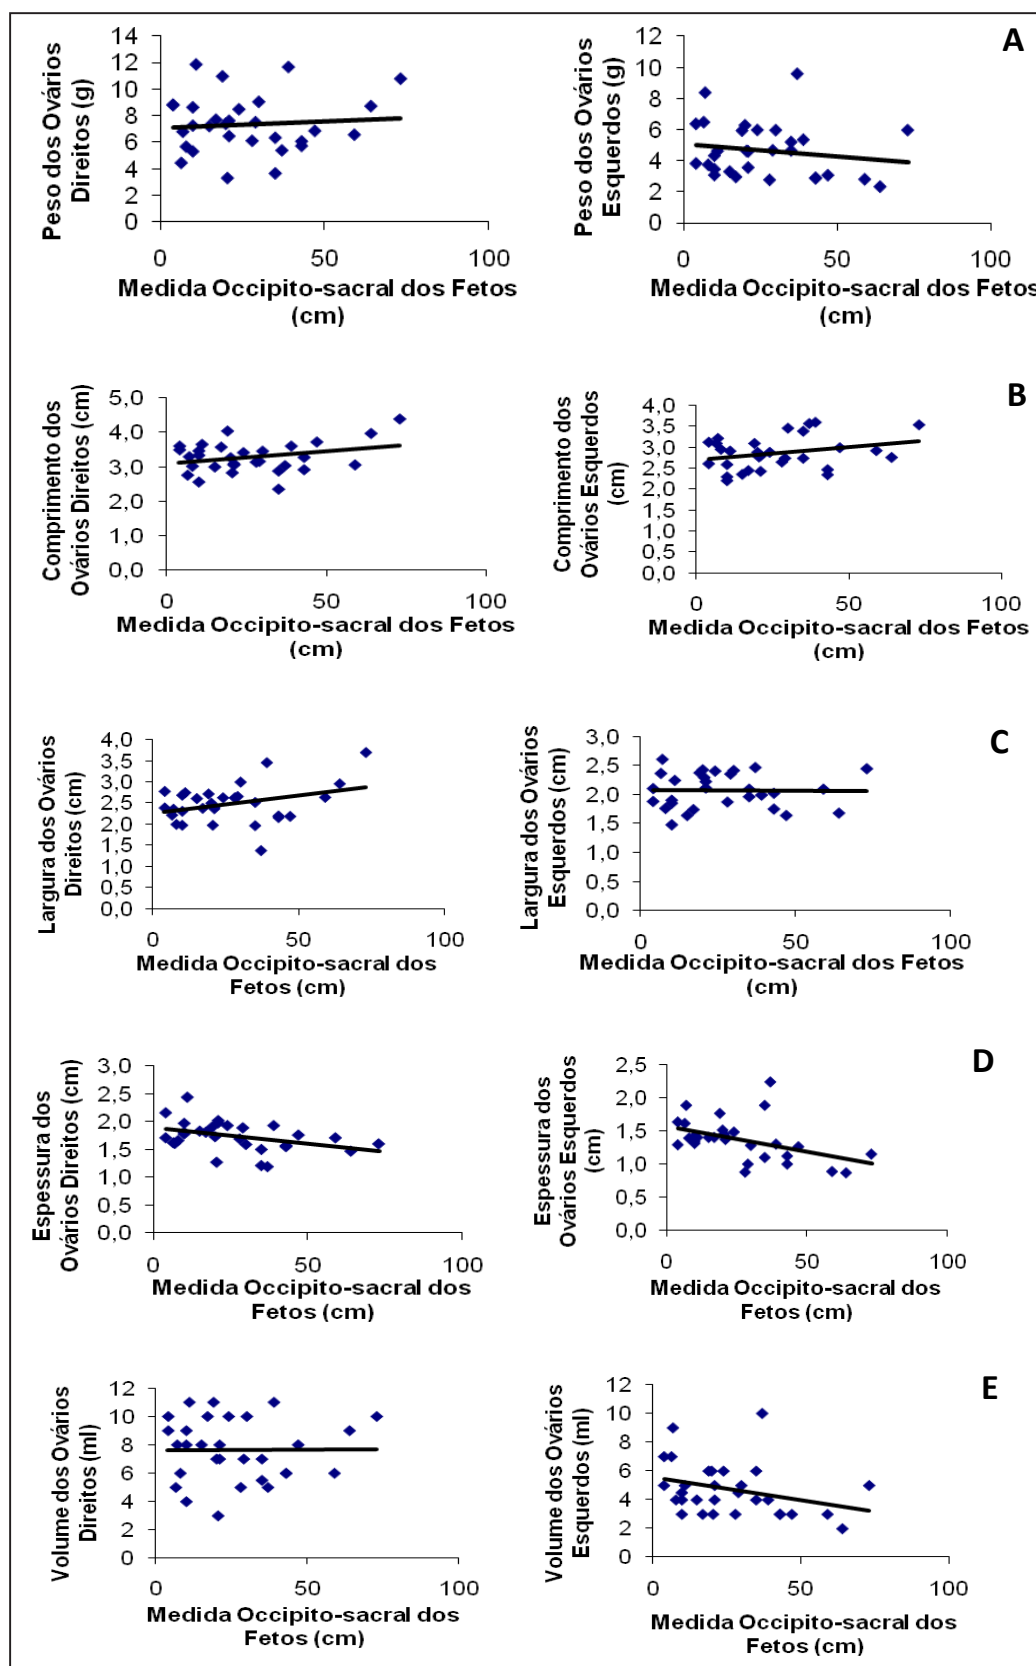 A
Peso dos Ovários
Direitos (g)
14
12
10
8
6
4
2
0
0 50 100
Medida Occipito-sacral dos Fetos
(cm)
Peso dos Ovários
Esquerdos (g)
12
10
8
6
4
2
0
0 50 100
Medida Occipito-sacral dos Fetos
(cm)
B
Comprimento dos
Ovários Direitos (cm)
5,0
4,0
3,0
2,0
1,0
0,0
0 50 100
Medida Occipito-sacral dos Fetos
(cm)
Comprimento dos
Ovários Esquerdos
(cm)
4,0
3,5
3,0
2,5
2,0
1,5
1,0
0,5
0,0
0 50 100
Medida Occipito-sacral dos Fetos
(cm)
C
Largura dos Ovários
Direitos (cm)
4,0
3,5
3,0
2,5
2,0
1,5
1,0
0,5
0,0
0 50 100
Medida Occipito-sacral dos
Fetos (cm)
Largura dos Ovários
Esquerdos (cm)
3,0
2,5
2,0
1,5
1,0
0,5
0,0
0 50 100
Medida Occipito-sacral dos Fetos
(cm)
D
Espessura dos
Ovários Direitos (cm)
3,0
2,5
2,0
1,5
1,0
0,5
0,0
0 50 100
Medida Occipito-sacral dos
Fetos (cm)
Espessura dos
Ovários Esquerdos
(cm)
2,5
2,0
1,5
1,0
0,5
0,0
0 50 100
Medida Occipito-sacral dos
Fetos (cm)
E
Volume dos Ovários
Direitos (ml)
12
10
8
6
4
2
0
0 50 100
Medida Occipito-sacral dos
Fetos (cm)
Volume dos Ovários
Esquerdos (ml)
12
10
8
6
4
2
0
0 50 100
Medida Occipito-sacral dos
Fetos (cm)